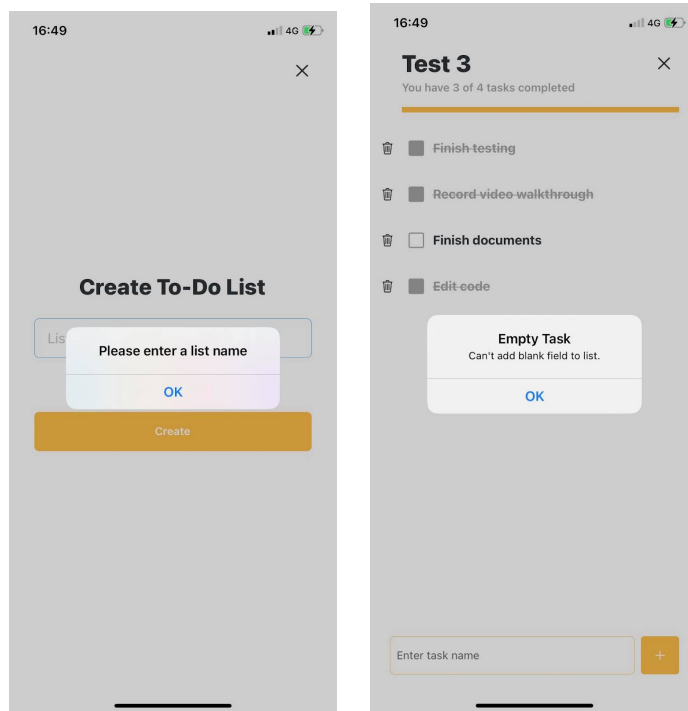 16:49
4G
Create To-Do List
Lis
Please enter a list name
OK
Create
16:49
4G
Test 3
You have 3 of 4 tasks completed
Finish testing
Record video walkthrough
Finish documents
Edit code
Empty Task
Can't add blank field to list.
OK
Enter task name
+